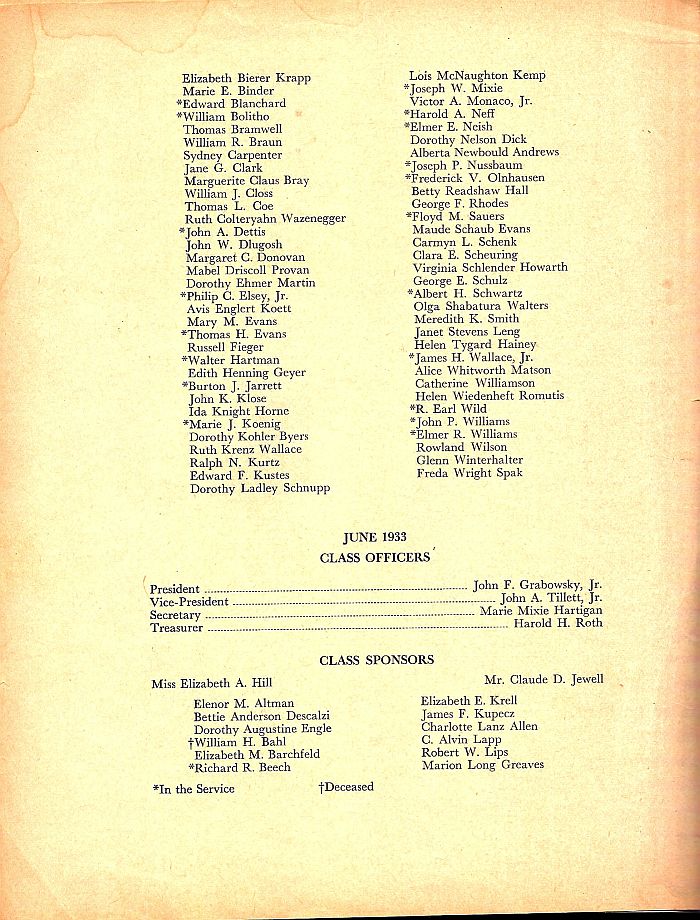 Elizabeth Bierer Krapp
Marie E. Binder
*Edward Blanchard
*William Bolitho
Thomas Bramwell
William R. Braun
Sydney Carpenter
Jane G. Clark
Marguerite Claus Bray
William J. Closs
Thomas L. Coe
Ruth Colteryahn Wazenegger
*John A. Dettis
John W. Dlugosh
Margaret C. Donovan
Mabel Driscoll Provan
Dorothy Ehmer Martin
*Philip C. Elsey, Jr.
Avis Englert Koett
Mary M. Evans
*Thomas H. Evans
Russell Fieger
*Walter Hartman
Edith Henning Geyer
*Burton J. Jarrett
John K. Klose
Ida Knight Horne
*Marie J. Koenig
Dorothy Kohler Byers
Ruth Krenz Wallace
Ralph N. Kurtz
Edward F. Kustes
Dorothy Ladley Schnupp
Lois McNaughton Kemp
*Joseph W. Mixie
Victor A. Monaco, Jr.
*Harold A. Neff
*Elmer E. Neish
Dorothy Nelson Dick
Alberta Newbould Andrews
*Joseph P. Nussbaum
*Frederick V. Olnhausen
Betty Readshaw Hall
George F. Rhodes
*Floyd M. Sauers
Maude Schaub Evans
Carmyn L. Schenk
Clara E. Scheuring
Virginia Schlender Howarth
George E. Schulz
*Albert H. Schwartz
Olga Shabatura Walters
Meredith K. Smith
Janet Stevens Leng
Helen Tygard Hainey
*James H. Wallace, Jr.
Alice Whitworth Matson
Catherine Williamson
Helen Wiedenheft Romutis
*R. Earl Wild
*John P. Williams
*Elmer R. Williams
Rowland Wilson
Glenn Winterhalter
Freda Wright Spak
JUNE 1933
CLASS OFFICERS
President ........ John F. Grabowsky, Jr.
Vice-President ........ John A. Tillett, Jr.
Secretary ........ Marie Mixie Hartigan
Treasurer ........ Harold H. Roth
CLASS SPONSORS
Miss Elizabeth A. Hill Mr. Claude D. Jewell
Elenor M. Altman
Bettie Anderson Descalzi
Dorothy Augustine Engle
†William H. Bahl
Elizabeth M. Barchfeld
*Richard R. Beech
Elizabeth E. Krell
James F. Kupecz
Charlotte Lanz Allen
C. Alvin Lapp
Robert W. Lips
Marion Long Greaves
*In the Service †Deceased